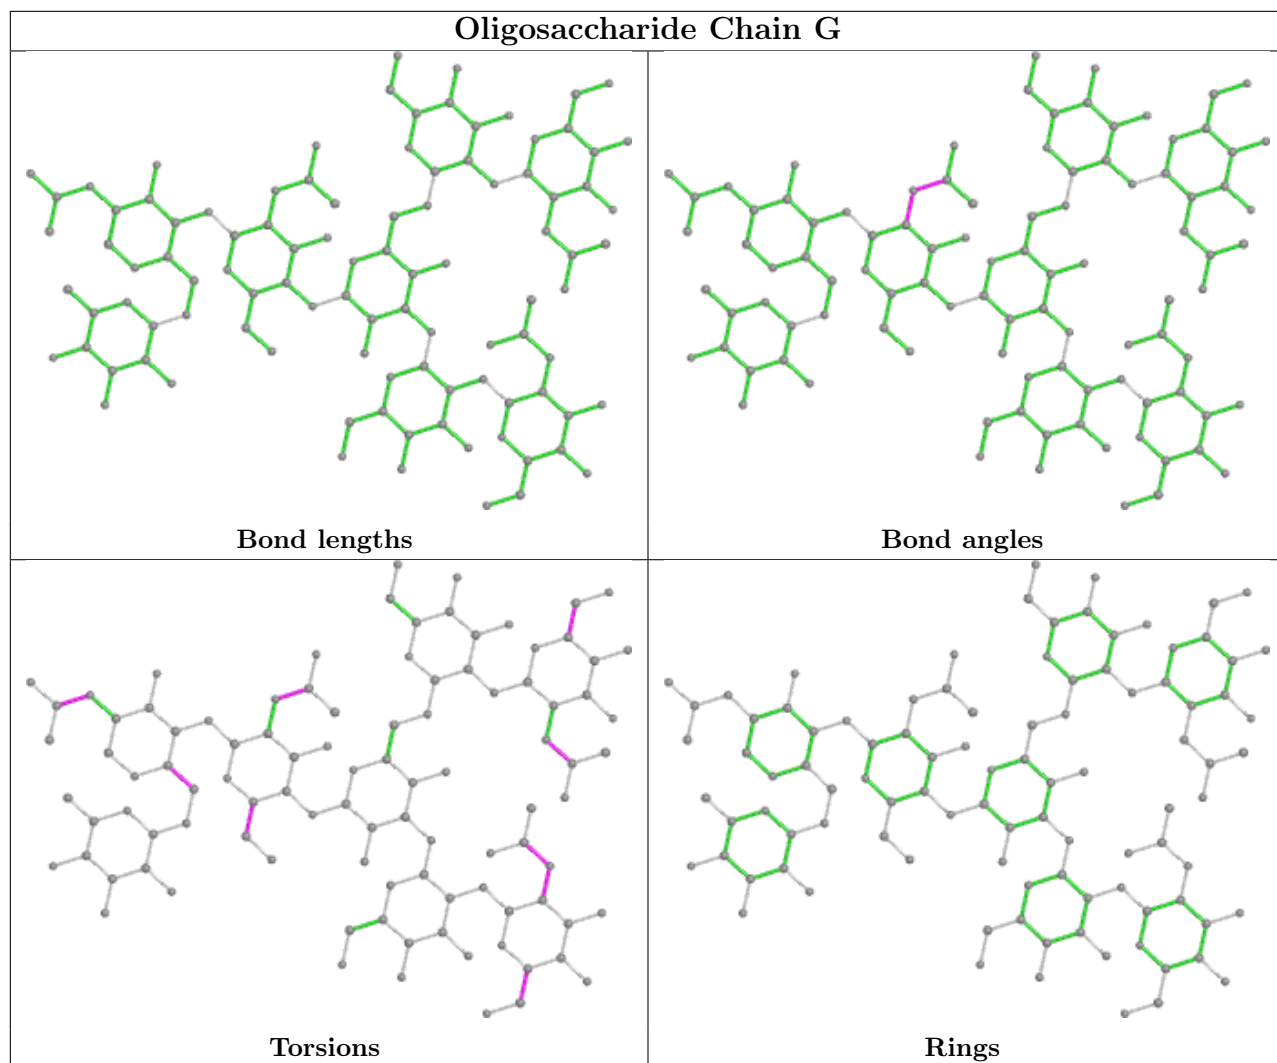 Oligosaccharide Chain G
Bond lengths
Bond angles
Torsions
Rings